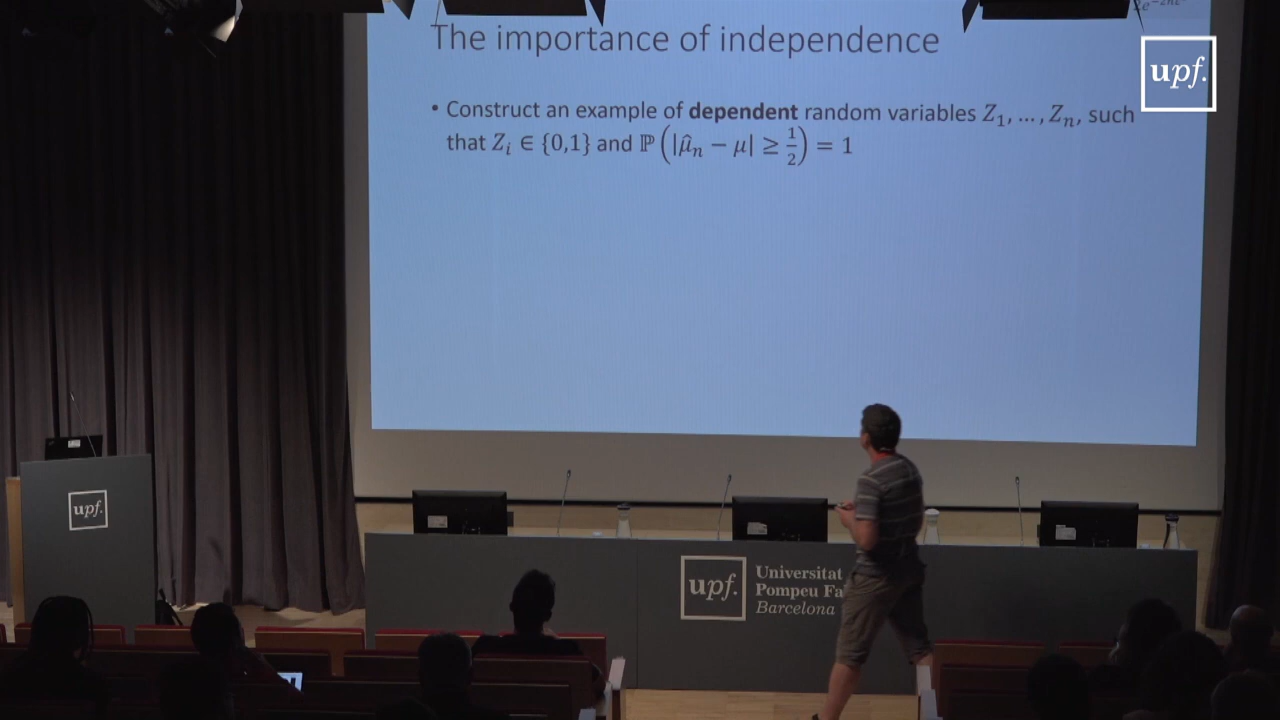 The importance of independence
upf.
• Construct an example of dependent random variables Z₁, … , Zₙ, such
that Zᵢ ∈ {0,1} and ℙ(|μ̂ₙ − μ| ≥ 1/2) = 1
upf.
upf.
Universitat
Pompeu Fa
Barcelona